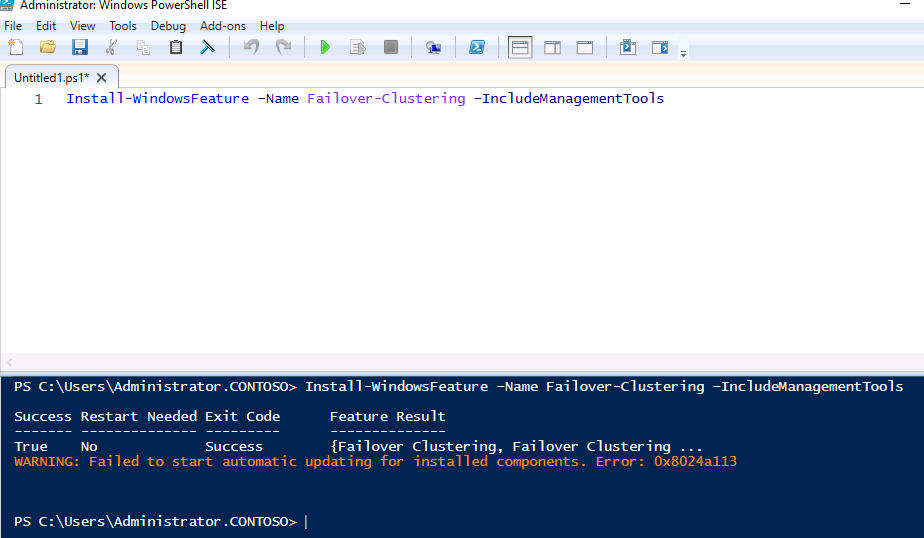 Administrator: Windows PowerShell ISE
File Edit View Tools Debug Add-ons Help
Untitled1.ps1* X
1 Install-WindowsFeature -Name Failover-Clustering -IncludeManagementTools
PS C:\Users\Administrator.CONTOSO> Install-WindowsFeature -Name Failover-Clustering -IncludeManagementTools
Success Restart Needed Exit Code      Feature Result
------- -------------- ---------      --------------
True    No             Success        {Failover Clustering, Failover Clustering ...
WARNING: Failed to start automatic updating for installed components. Error: 0x8024a113
PS C:\Users\Administrator.CONTOSO>